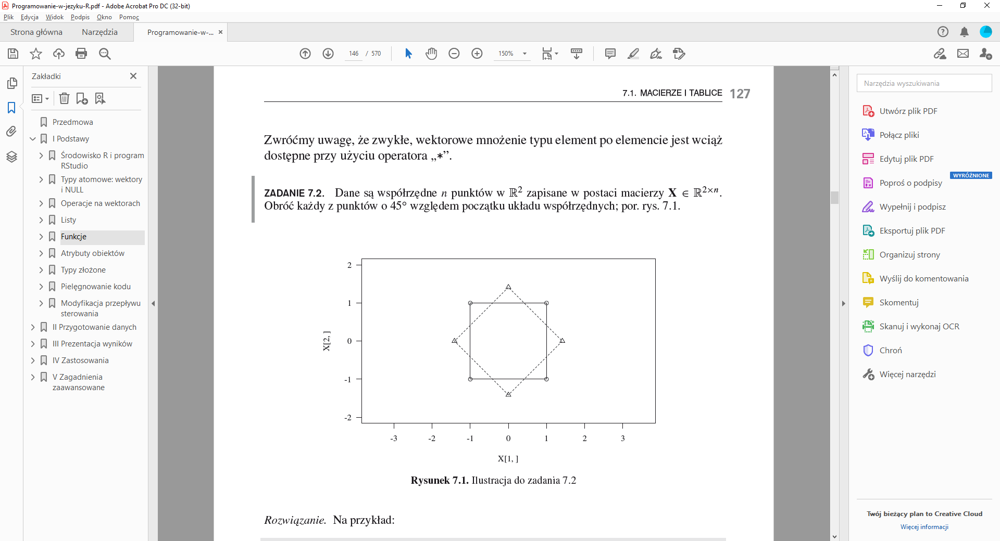 Programowanie-w-jezyku-R.pdf - Adobe Acrobat Pro DC (32-bit)
Plik Edycja Widok Podpis Okno Pomoc
Strona główna Narzędzia Programowanie-w-... ×
146 / 570 150%
Zakładki
Przedmowa
I Podstawy
Środowisko R i program
RStudio
Typy atomowe: wektory
i NULL
Operacje na wektorach
Listy
Funkcje
Atrybuty obiektów
Typy złożone
Pielęgnowanie kodu
Modyfikacja przepływu
sterowania
II Przygotowanie danych
III Prezentacja wyników
IV Zastosowania
V Zagadnienia
zaawansowane
7.1. MACIERZE I TABLICE 127
Zwróćmy uwagę, że zwykłe, wektorowe mnożenie typu element po elemencie jest wciąż
dostępne przy użyciu operatora „*”.
ZADANIE 7.2. Dane są współrzędne n punktów w ℝ² zapisane w postaci macierzy X ∈ ℝ²ˣⁿ.
Obróć każdy z punktów o 45° względem początku układu współrzędnych; por. rys. 7.1.
2
1
0
-1
-2
X[2, ]
-3 -2 -1 0 1 2 3
X[1, ]
Rysunek 7.1. Ilustracja do zadania 7.2
Rozwiązanie. Na przykład:
Narzędzia wyszukiwania
Utwórz plik PDF
Połącz pliki
Edytuj plik PDF
WYRÓŻNIONE
Poproś o podpisy
Wypełnij i podpisz
Eksportuj plik PDF
Organizuj strony
Wyślij do komentowania
Skomentuj
Skanuj i wykonaj OCR
Chroń
Więcej narzędzi
Twój bieżący plan to Creative Cloud
Więcej informacji